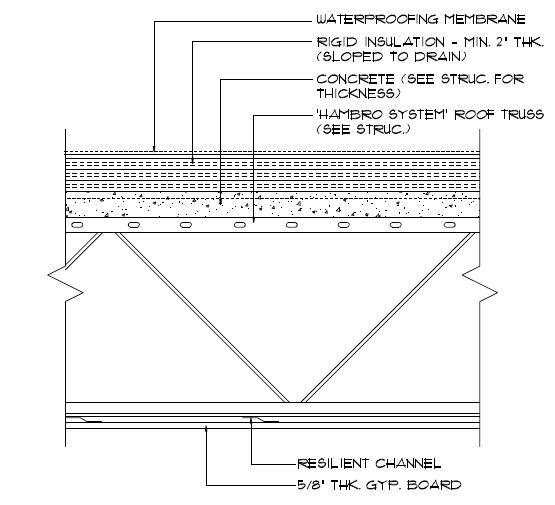 WATERPROOFING MEMBRANE
RIGID INSULATION - MIN. 2" THK.
(SLOPED TO DRAIN)
CONCRETE (SEE STRUC. FOR
THICKNESS)
'HAMBRO SYSTEM' ROOF TRUSS
(SEE STRUC.)
RESILIENT CHANNEL
5/8" THK. GYP. BOARD